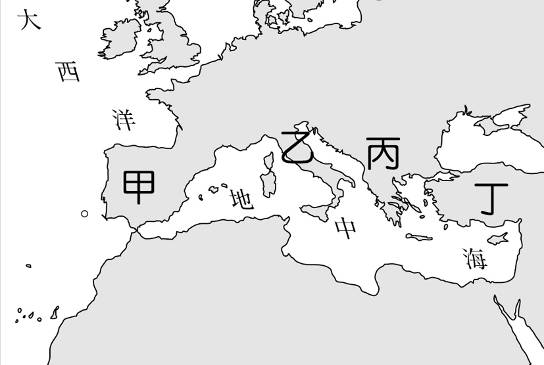 大
西
洋
甲
乙
丙
丁
地
中
海